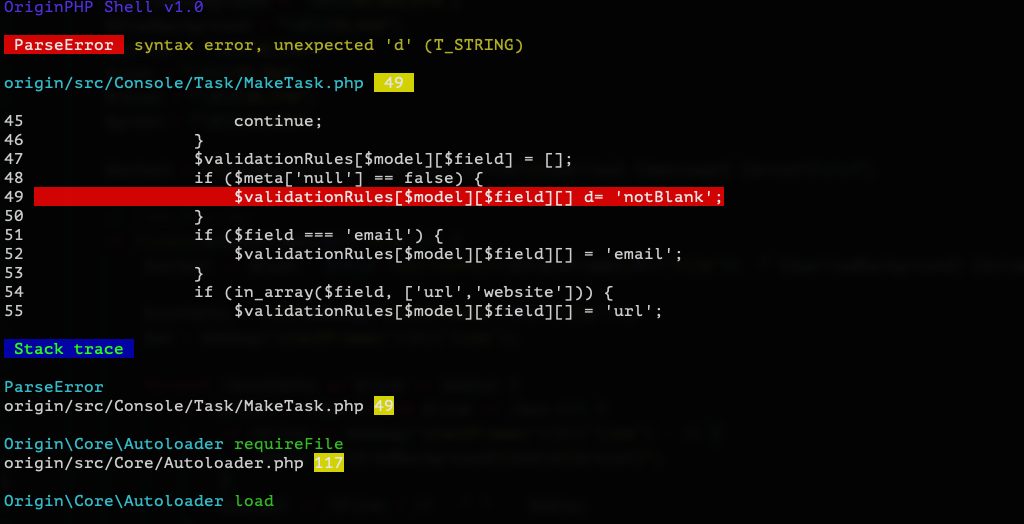 OriginPHP Shell v1.0
ParseError syntax error, unexpected 'd' (T_STRING)
origin/src/Console/Task/MakeTask.php 49
45                     continue;
46                 }
47                 $validationRules[$model][$field] = [];
48                 if ($meta['null'] == false) {
49                     $validationRules[$model][$field][] d= 'notBlank';
50                 }
51                 if ($field === 'email') {
52                     $validationRules[$model][$field][] = 'email';
53                 }
54                 if (in_array($field, ['url','website'])) {
55                     $validationRules[$model][$field][] = 'url';
Stack trace
ParseError
origin/src/Console/Task/MakeTask.php 49
Origin\Core\Autoloader requireFile
origin/src/Core/Autoloader.php 117
Origin\Core\Autoloader load